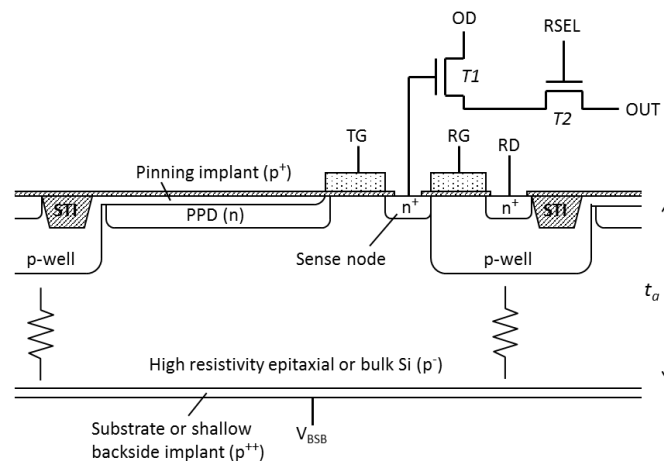 OD
RSEL
T1
T2
OUT
TG
RG
RD
Pinning implant (p+)
STI
PPD (n)
n+
n+
STI
Sense node
p-well
p-well
ta
High resistivity epitaxial or bulk Si (p-)
Substrate or shallow
backside implant (p++)
VBSB